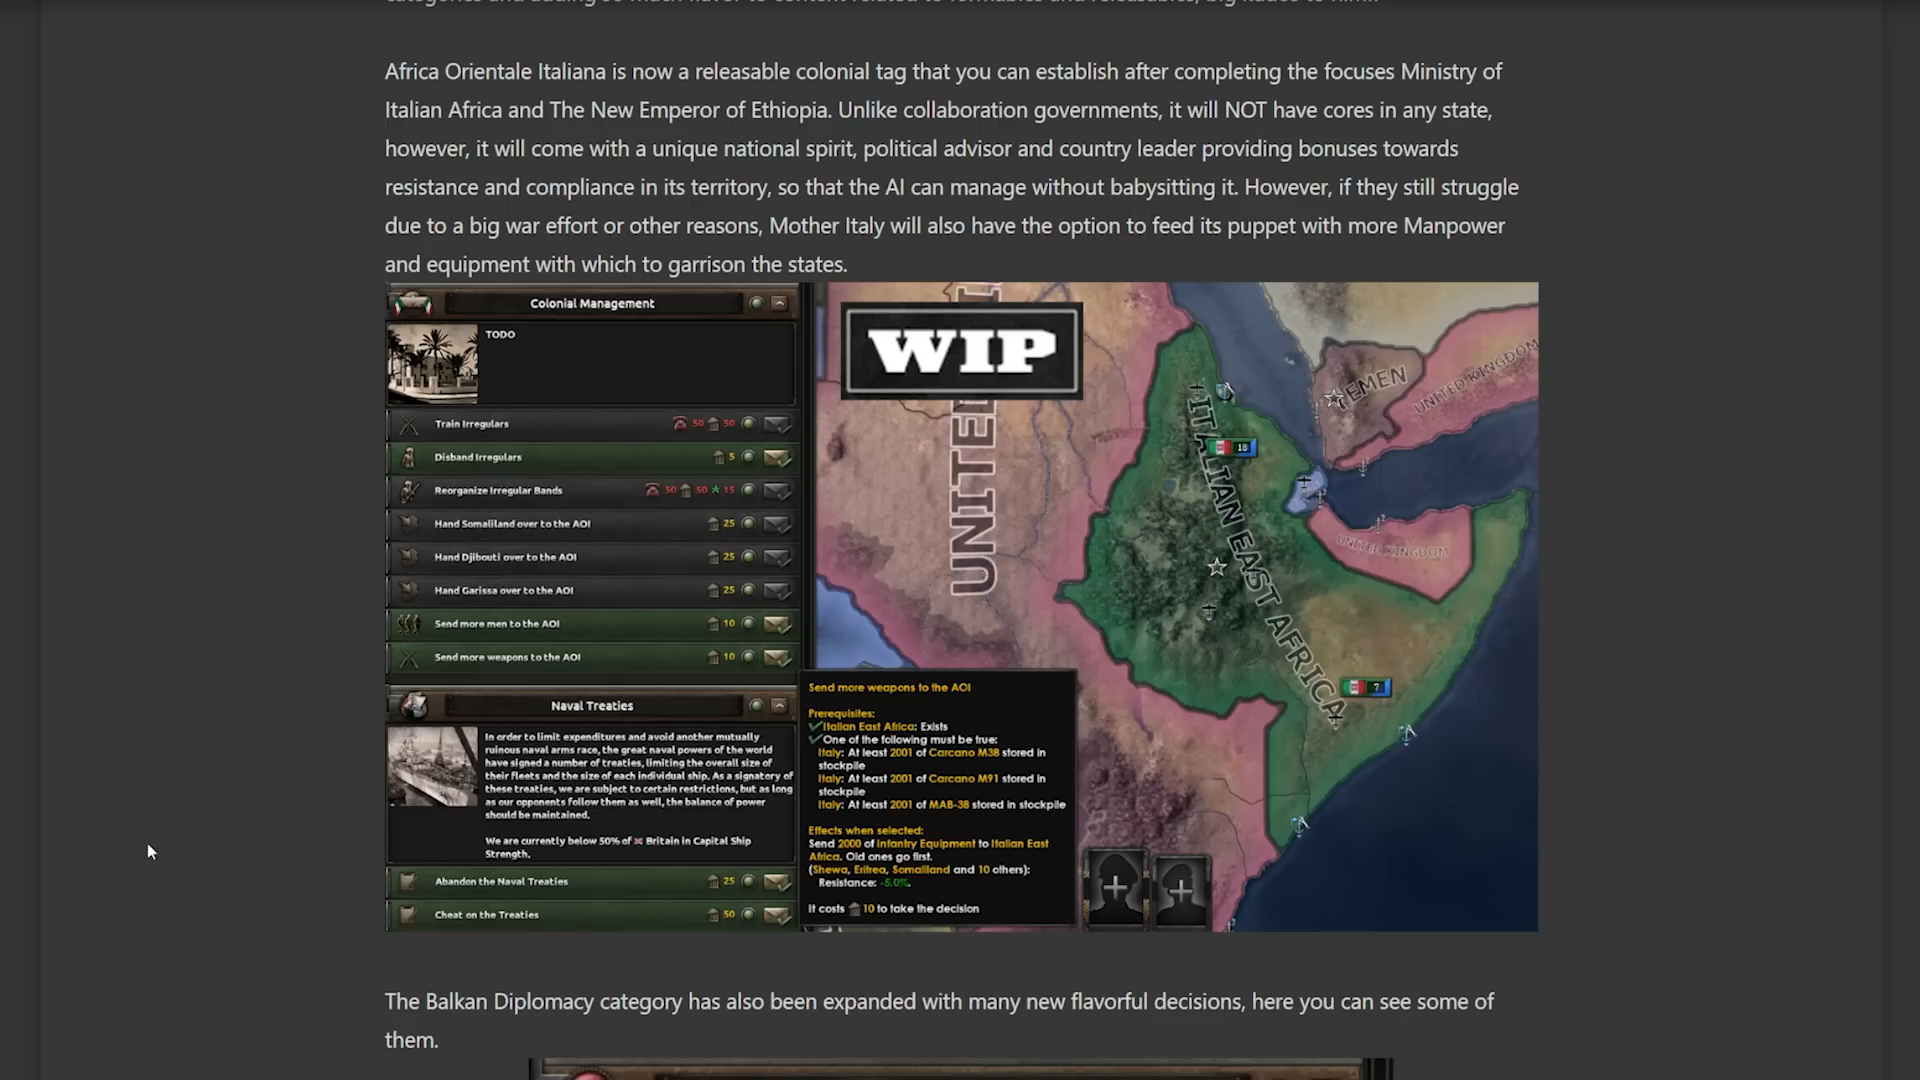 Africa Orientale Italiana is now a releasable colonial tag that you can establish after completing the focuses Ministry of
Italian Africa and The New Emperor of Ethiopia. Unlike collaboration governments, it will NOT have cores in any state,
however, it will come with a unique national spirit, political advisor and country leader providing bonuses towards
resistance and compliance in its territory, so that the AI can manage without babysitting it. However, if they still struggle
due to a big war effort or other reasons, Mother Italy will also have the option to feed its puppet with more Manpower
and equipment with which to garrison the states.
Colonial Management
TODO
Train Irregulars 50 50
Disband Irregulars 5
Reorganize Irregular Bands 50 50 15
Hand Somaliland over to the AOI 25
Hand Djibouti over to the AOI 25
Hand Garissa over to the AOI 25
Send more men to the AOI 10
Send more weapons to the AOI 10
Naval Treaties
In order to limit expenditures and avoid another mutually
ruinous naval arms race, the great naval powers of the world
have signed a number of treaties, limiting the overall size of
their fleets and the size of each individual ship. As a signatory of
these treaties, we are subject to certain restrictions, but as long
as our opponents follow them as well, the balance of power
should be maintained.
We are currently below 50% of Britain in Capital Ship
Strength.
Abandon the Naval Treaties 25
Cheat on the Treaties 50
WIP
UNITED KI
YEMEN
UNITED KINGDOM
ITALIAN EAST AFRICA
18
UNITED KINGDOM
7
Send more weapons to the AOI
Prerequisites:
Italian East Africa: Exists
One of the following must be true:
Italy: At least 2001 of Carcano M38 stored in
stockpile
Italy: At least 2001 of Carcano M91 stored in
stockpile
Italy: At least 2001 of MAB-38 stored in stockpile
Effects when selected:
Send 2000 of Infantry Equipment to Italian East
Africa. Old ones go first.
(Shewa, Eritrea, Somaliland and 10 others):
Resistance: -5.0%.
It costs 10 to take the decision
The Balkan Diplomacy category has also been expanded with many new flavorful decisions, here you can see some of
them.